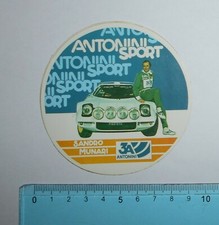 ANTONINI
SPORT
ANTONINI
SPORT
ANTONINI
SPORT
SANDRO
MUNARI
3A
ANTONINI
0 1 2 3 4 5 6 7 8 9 10